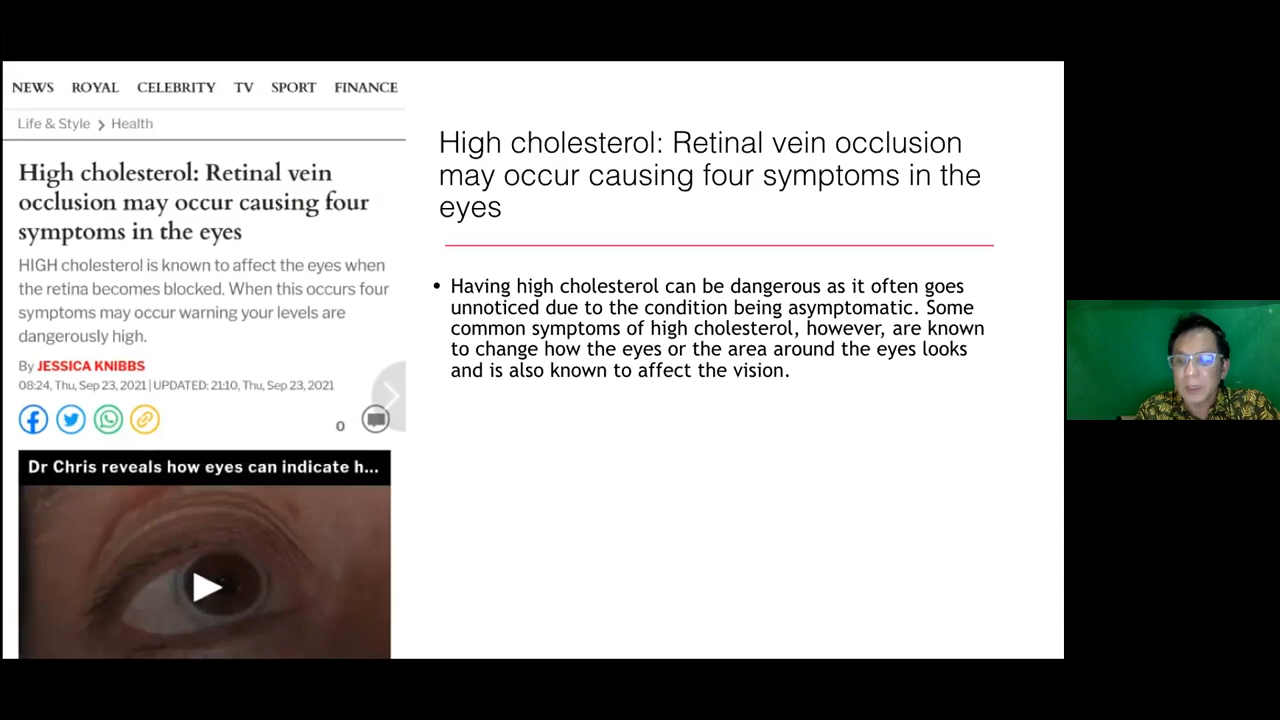 NEWS ROYAL CELEBRITY TV SPORT FINANCE
Life & Style > Health
High cholesterol: Retinal vein
occlusion may occur causing four
symptoms in the eyes
HIGH cholesterol is known to affect the eyes when
the retina becomes blocked. When this occurs four
symptoms may occur warning your levels are
dangerously high.
By JESSICA KNIBBS
08:24, Thu, Sep 23, 2021 | UPDATED: 21:10, Thu, Sep 23, 2021
0
Dr Chris reveals how eyes can indicate h...
High cholesterol: Retinal vein occlusion
may occur causing four symptoms in the
eyes
• Having high cholesterol can be dangerous as it often goes
unnoticed due to the condition being asymptomatic. Some
common symptoms of high cholesterol, however, are known
to change how the eyes or the area around the eyes looks
and is also known to affect the vision.